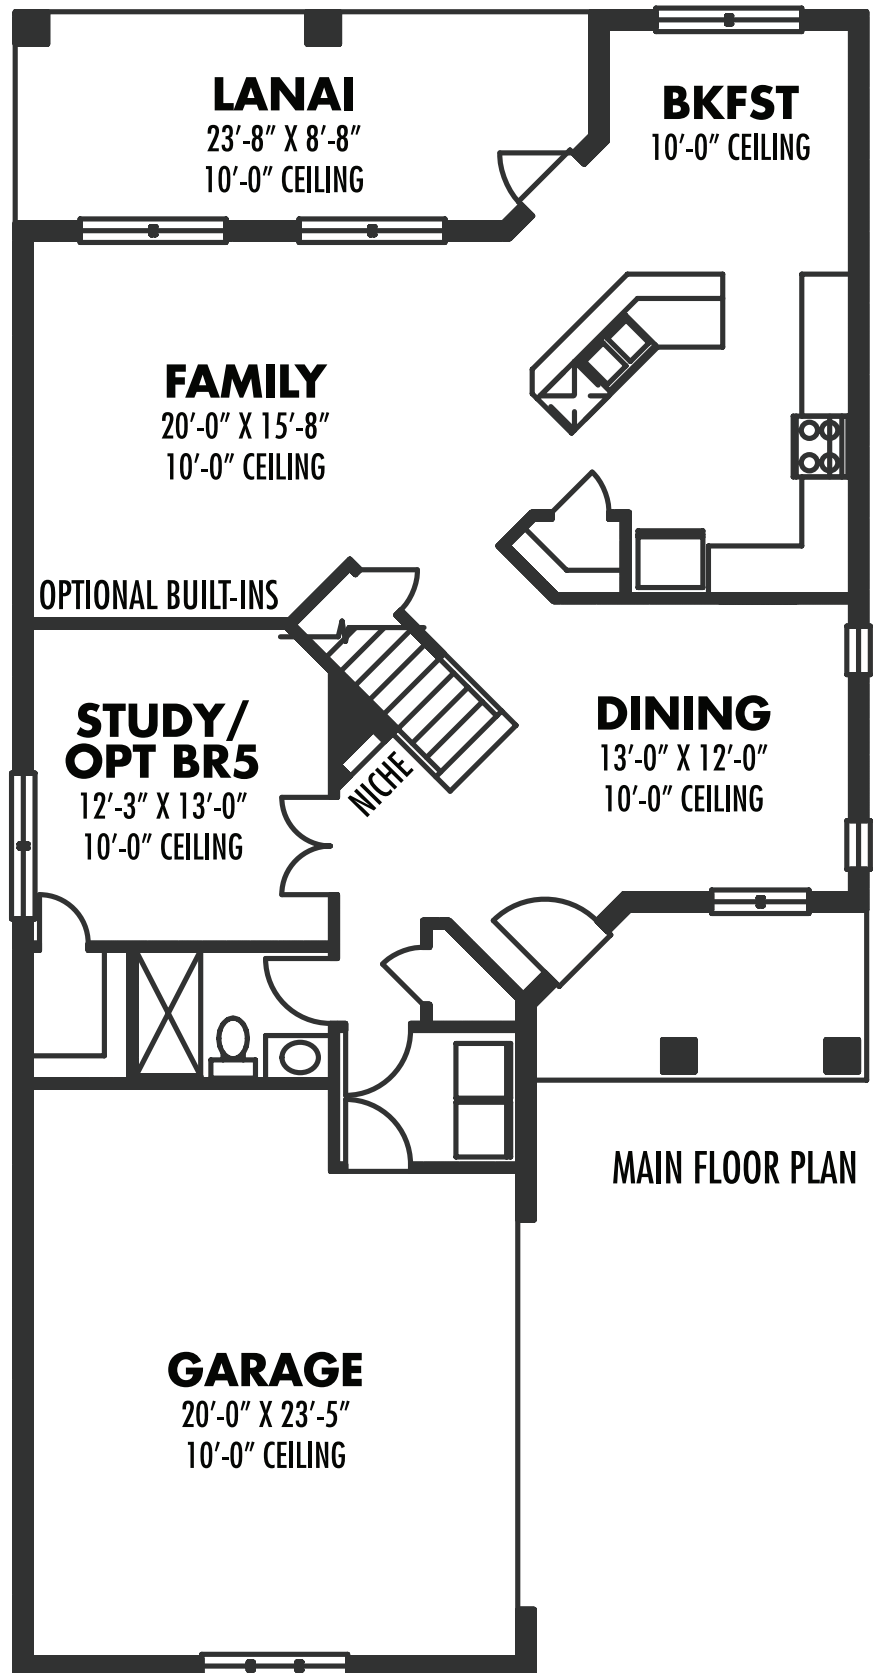 LANAI
23'-8" X 8'-8"
10'-0" CEILING
BKFST
10'-0" CEILING
FAMILY
20'-0" X 15'-8"
10'-0" CEILING
OPTIONAL BUILT-INS
STUDY/
OPT BR5
12'-3" X 13'-0"
10'-0" CEILING
NICHE
DINING
13'-0" X 12'-0"
10'-0" CEILING
MAIN FLOOR PLAN
GARAGE
20'-0" X 23'-5"
10'-0" CEILING